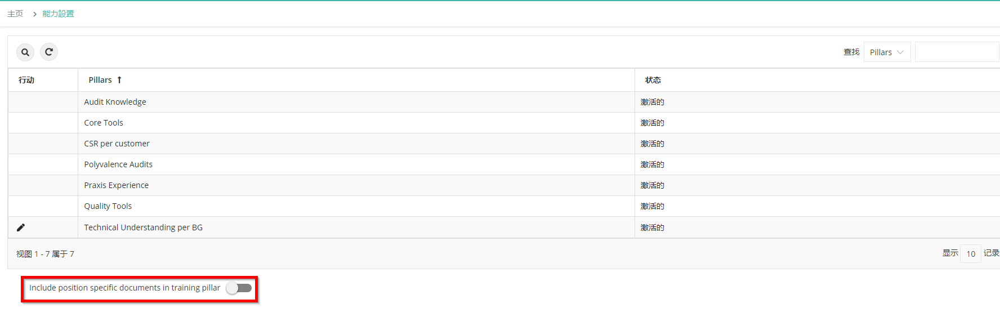 主页 > 能力設置
查找 Pillars
行动 Pillars 状态
Audit Knowledge 激活的
Core Tools 激活的
CSR per customer 激活的
Polyvalence Audits 激活的
Praxis Experience 激活的
Quality Tools 激活的
Technical Understanding per BG 激活的
视图 1 - 7 属于 7 显示 10 记录
Include position specific documents in training pillar